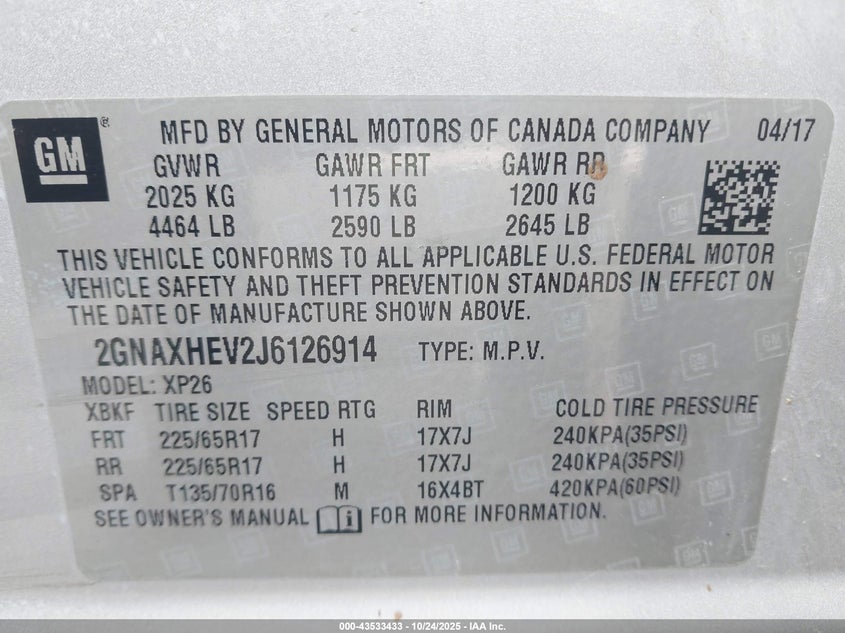 GM ® MFD BY GENERAL MOTORS OF CANADA COMPANY 04/17
GVWR GAWR FRT GAWR RR
2025 KG 1175 KG 1200 KG
4464 LB 2590 LB 2645 LB
THIS VEHICLE CONFORMS TO ALL APPLICABLE U.S. FEDERAL MOTOR
VEHICLE SAFETY AND THEFT PREVENTION STANDARDS IN EFFECT ON
THE DATE OF MANUFACTURE SHOWN ABOVE.
2GNAXHEV2J6126914 TYPE: M.P.V.
MODEL: XP26
XBKF TIRE SIZE SPEED RTG RIM COLD TIRE PRESSURE
FRT 225/65R17 H 17X7J 240KPA(35PSI)
RR 225/65R17 H 17X7J 240KPA(35PSI)
SPA T135/70R16 M 16X4BT 420KPA(60PSI)
SEE OWNER'S MANUAL i FOR MORE INFORMATION.
000-43533433 - 10/24/2025 - IAA Inc.